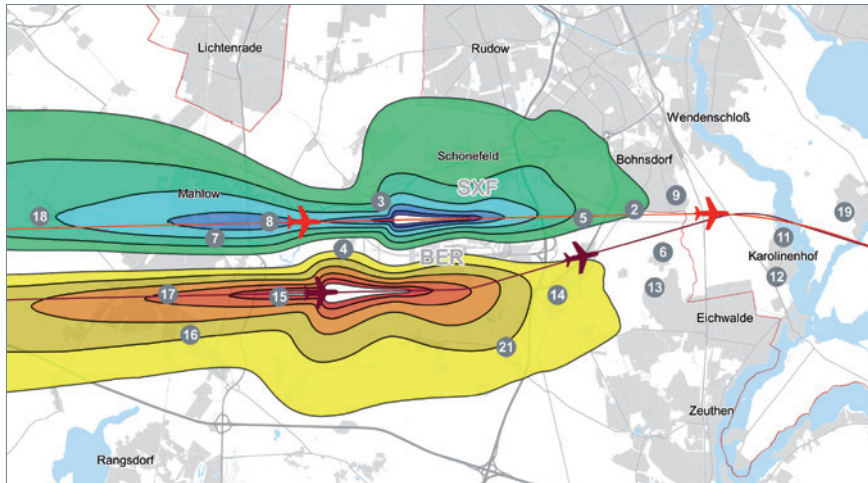 Lichtenrade
Rudow
Wendenschloß
Schönefeld
Bohnsdorf
SXF
Mahlow
9
3
2
19
18
8
5
7
11
4
BER
6
Karolinenhof
12
13
17
15
14
Eichwalde
16
21
Zeuthen
Rangsdorf